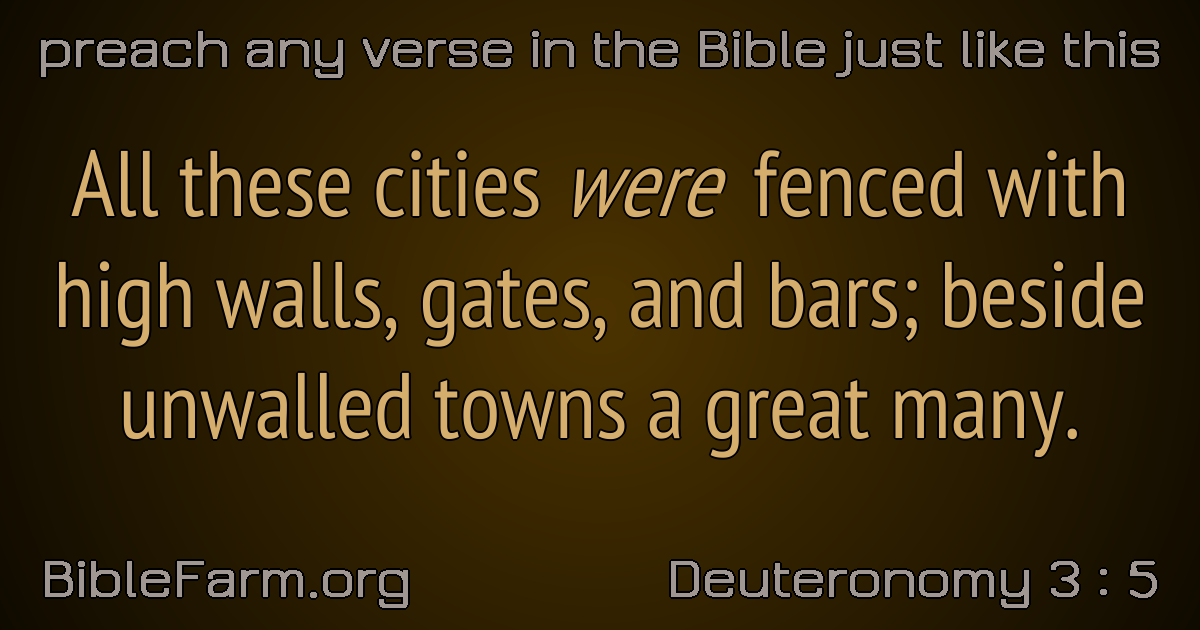 preach any verse in the Bible just like this
All these cities were fenced with
high walls, gates, and bars; beside
unwalled towns a great many.
BibleFarm.org
Deuteronomy 3 : 5